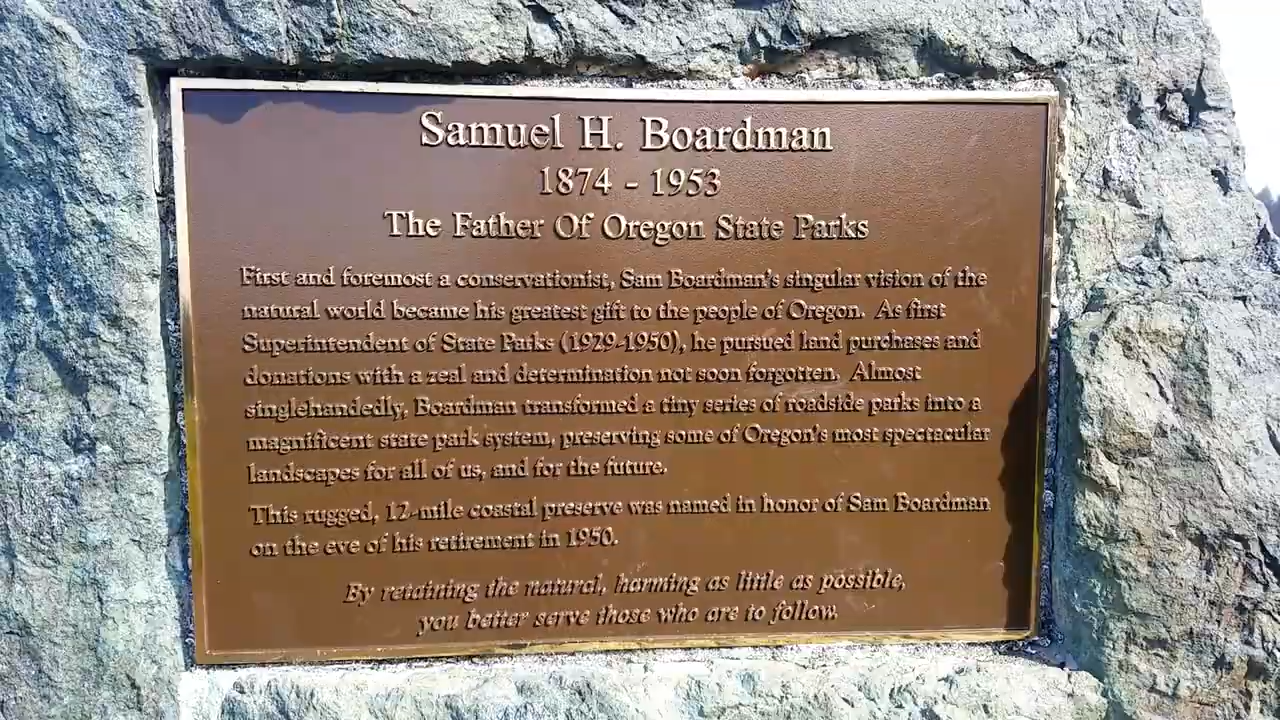 Samuel H. Boardman
1874 - 1953
The Father Of Oregon State Parks
First and foremost a conservationist, Sam Boardman's singular vision of the
natural world became his greatest gift to the people of Oregon. As first
Superintendent of State Parks (1929-1950), he pursued land purchases and
donations with a zeal and determination not soon forgotten. Almost
singlehandedly, Boardman transformed a tiny series of roadside parks into a
magnificent state park system, preserving some of Oregon's most spectacular
landscapes for all of us, and for the future.
This rugged, 12-mile coastal preserve was named in honor of Sam Boardman
on the eve of his retirement in 1950.
By retaining the natural, harming as little as possible,
you better serve those who are to follow.